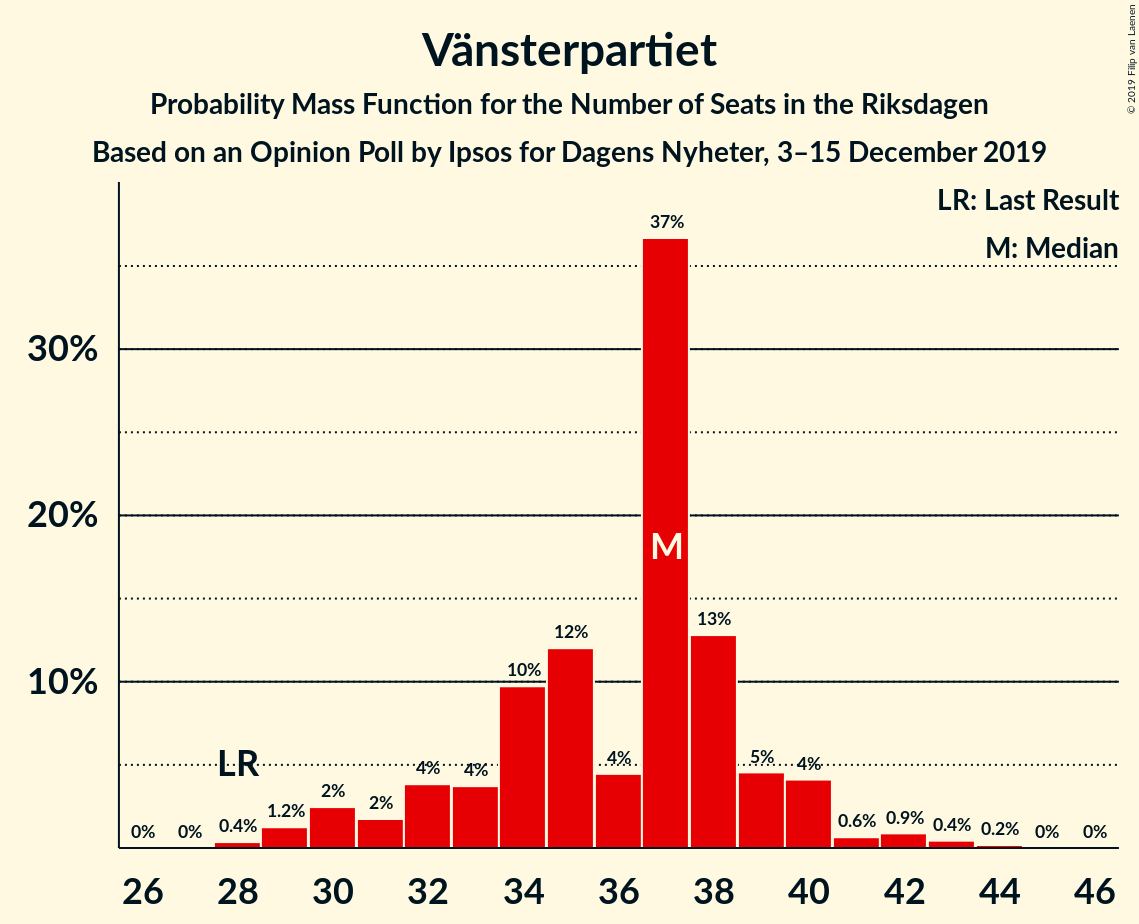 Vänsterpartiet
Probability Mass Function for the Number of Seats in the Riksdagen
Based on an Opinion Poll by Ipsos for Dagens Nyheter, 3–15 December 2019
© 2019 Filip van Laenen
LR: Last Result
M: Median
37%
30%
20%
M
13%
12%
10%
10%
LR
5%
4%
4%
4%
4%
2%
2%
1.2%
0.4%
0%
0%
0.6%
0.9%
0.4%
0.2%
0%
0%
26 28 30 32 34 36 38 40 42 44 46